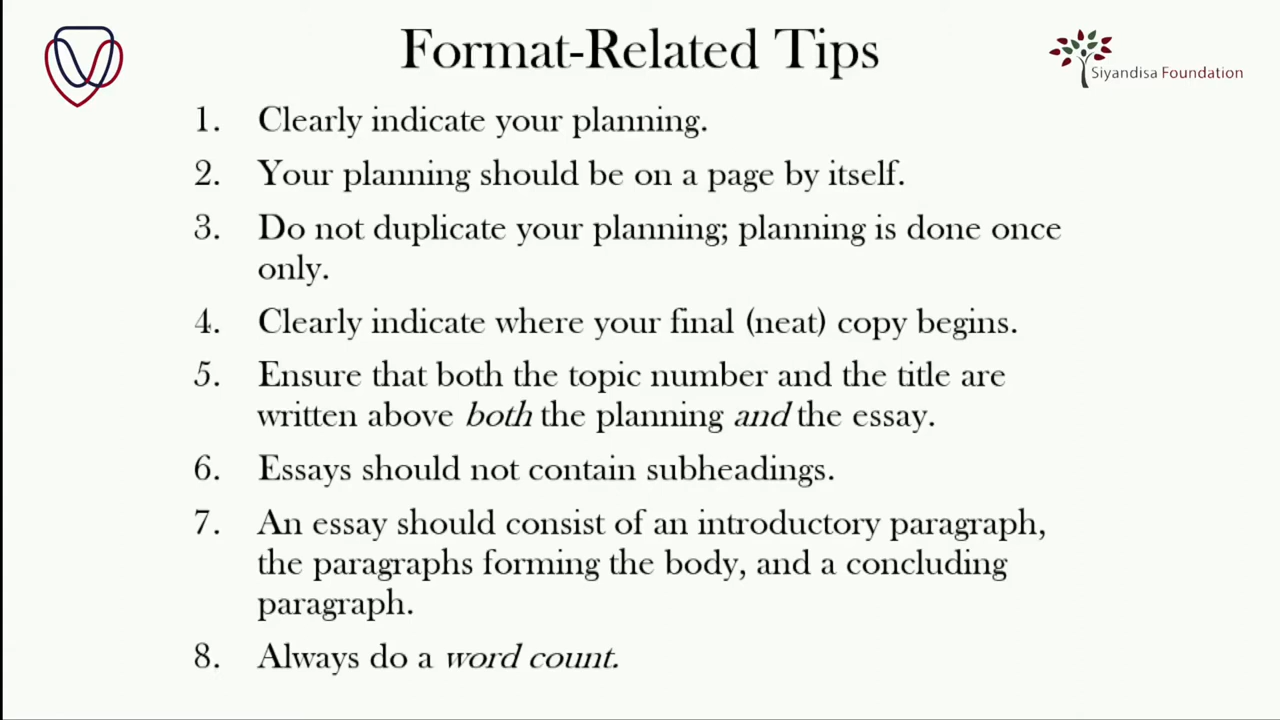 Format-Related Tips
Siyandisa Foundation
1. Clearly indicate your planning.
2. Your planning should be on a page by itself.
3. Do not duplicate your planning; planning is done once
only.
4. Clearly indicate where your final (neat) copy begins.
5. Ensure that both the topic number and the title are
written above both the planning and the essay.
6. Essays should not contain subheadings.
7. An essay should consist of an introductory paragraph,
the paragraphs forming the body, and a concluding
paragraph.
8. Always do a word count.